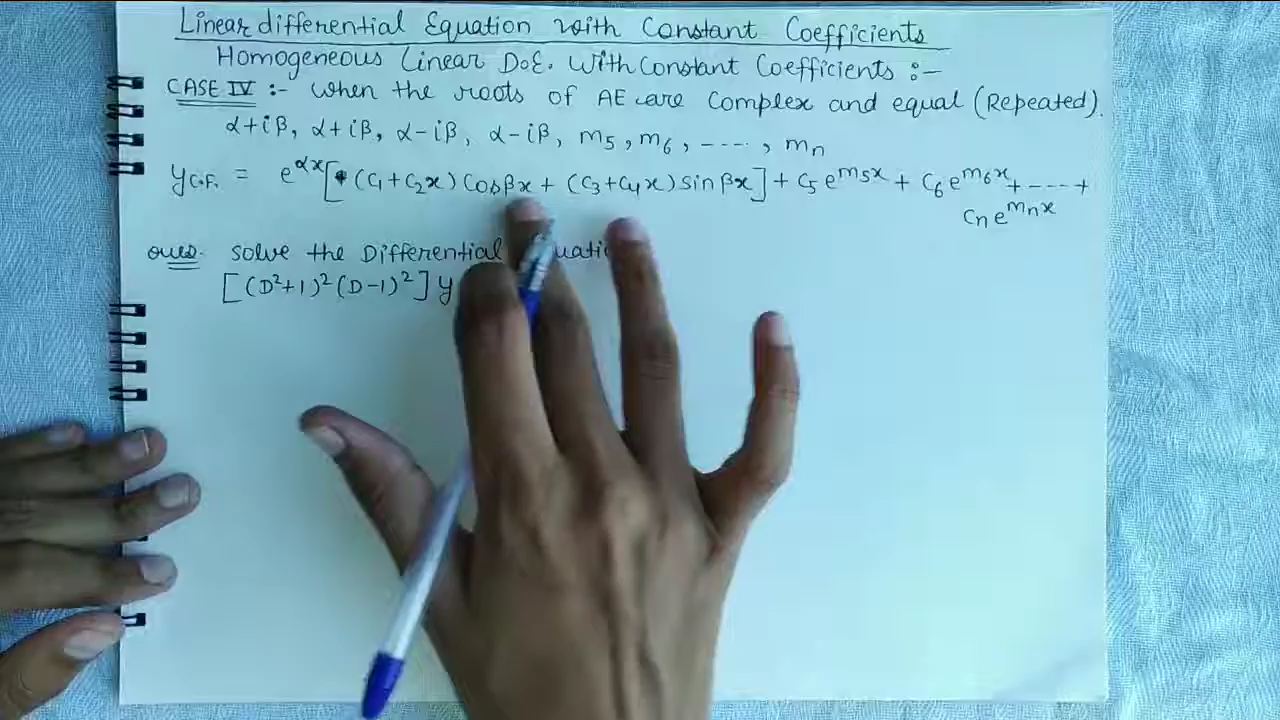 Linear differential Equation with Constant Coefficients
Homogeneous Linear D.E. With Constant Coefficients :-
CASE IV :- When the roots of AE are Complex and equal (Repeated).
α+iβ, α+iβ, α-iβ, α-iβ, m₅, m₆, ----, mₙ
y_C.F. = e^αx [(C₁+C₂x) Cosβx + (C₃+C₄x) sinβx] + C₅e^m₅x + C₆e^m₆x + ---- +
Cₙe^mₙx
Ques. Solve the Differential
[(D²+1)²(D-1)²] y